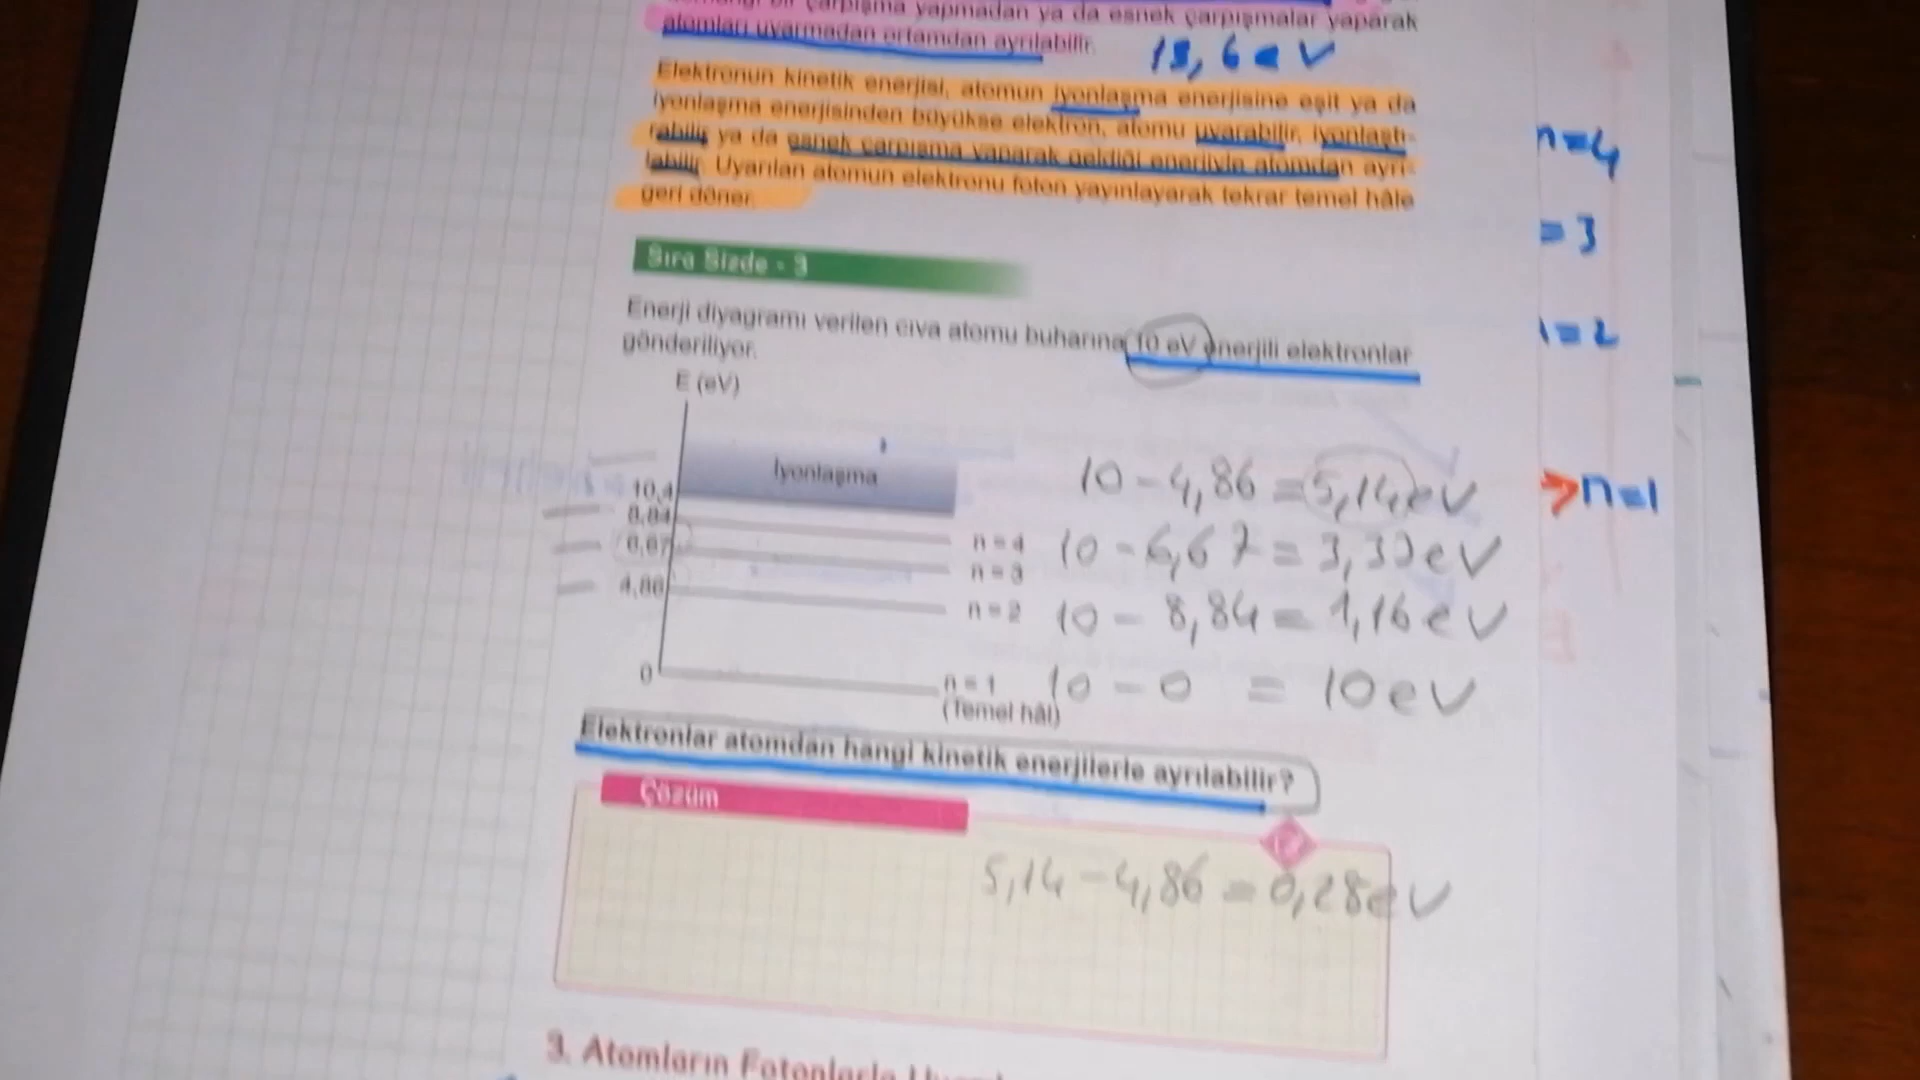 bir çarpışma yapmadan ya da esnek çarpışmalar yaparak
atomları uyarmadan ortamdan ayrılabilir.
13,6 eV
Elektronun kinetik enerjisi, atomun iyonlaşma enerjisine eşit ya da
iyonlaşma enerjisinden büyükse elektron, atomu uyarabilir, iyonlaştı-
rabilir ya da esnek çarpışma yaparak geldiği enerjiyle atomdan ayrı-
labilir. Uyarılan atomun elektronu foton yayınlayarak tekrar temel hâle
geri döner.
n=4
= 3
n=2
n=1
Sıra Sizde - 3
Enerji diyagramı verilen cıva atomu buharına 10 eV enerjili elektronlar
gönderiliyor.
E (eV)
İyonlaşma
10,4
8,84
6,67
4,86
0
n = 4
n = 3
n = 2
n = 1
(Temel hâl)
10 - 4,86 = 5,14 eV
10 - 6,67 = 3,33 eV
10 - 8,84 = 1,16 eV
10 - 0 = 10 eV
Elektronlar atomdan hangi kinetik enerjilerle ayrılabilir?
Çözüm
5,14 - 4,86 = 0,28 eV
3. Atomların Fotonlarla